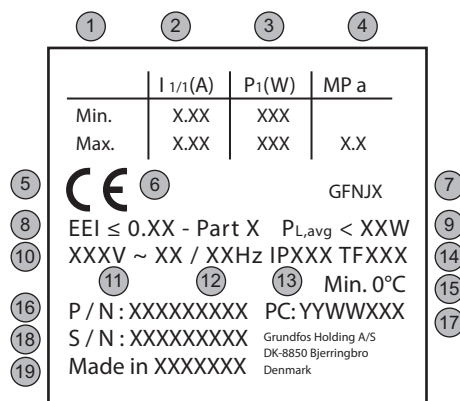 1 2 3 4
I 1/1(A) P1(W) MP a
Min. X.XX XXX
Max. X.XX XXX X.X
5 CE 6 GFNJX 7
8 EEI ≤ 0.XX - Part X PL,avg < XXW 9
10 XXXV ~ XX / XXHz IPXXX TFXXX 14
11 12 13 Min. 0°C 15
16 P / N : XXXXXXXXX PC: YYWWXXX 17
18 S / N : XXXXXXXXX Grundfos Holding A/S
DK-8850 Bjerringbro
19 Made in XXXXXXX Denmark